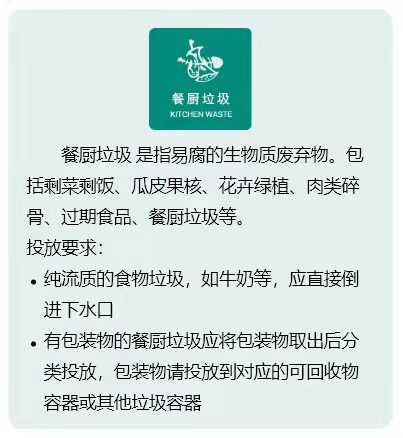 餐厨垃圾
KITCHEN WASTE
餐厨垃圾 是指易腐的生物质废弃物。包
括剩菜剩饭、瓜皮果核、花卉绿植、肉类碎
骨、过期食品、餐厨垃圾等。
投放要求：
• 纯流质的食物垃圾，如牛奶等，应直接倒
进下水口
• 有包装物的餐厨垃圾应将包装物取出后分
类投放，包装物请投放到对应的可回收物
容器或其他垃圾容器